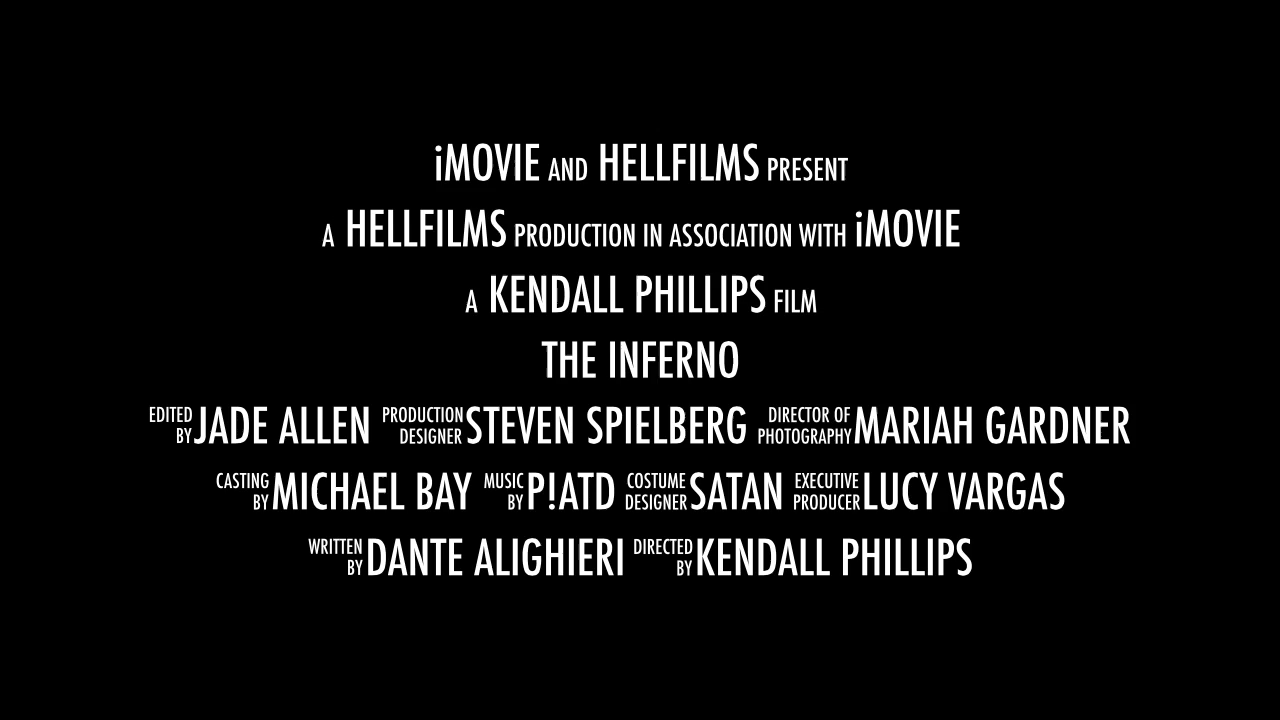 iMOVIE AND HELLFILMS PRESENT
A HELLFILMS PRODUCTION IN ASSOCIATION WITH iMOVIE
A KENDALL PHILLIPS FILM
THE INFERNO
EDITED BY JADE ALLEN PRODUCTION DESIGNER STEVEN SPIELBERG DIRECTOR OF PHOTOGRAPHY MARIAH GARDNER
CASTING BY MICHAEL BAY MUSIC BY P!ATD COSTUME DESIGNER SATAN EXECUTIVE PRODUCER LUCY VARGAS
WRITTEN BY DANTE ALIGHIERI DIRECTED BY KENDALL PHILLIPS